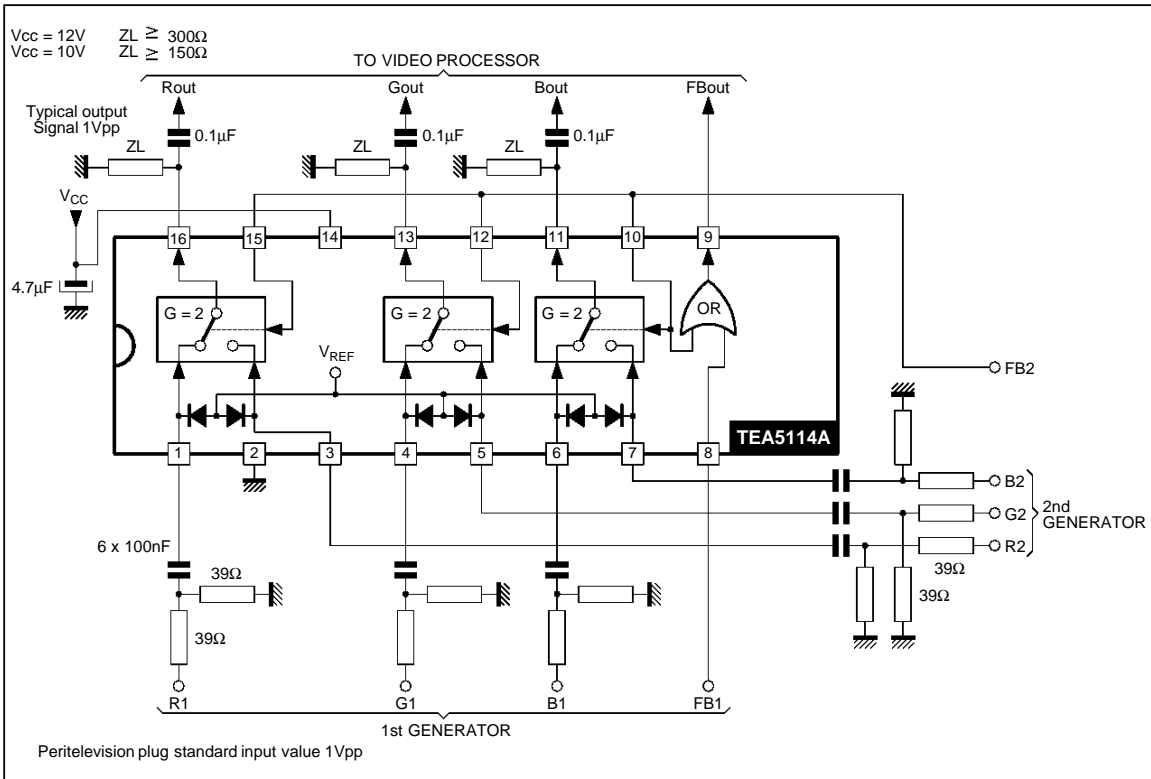 Vcc = 12V ZL ≥ 300Ω
Vcc = 10V ZL ≥ 150Ω
TO VIDEO PROCESSOR
Rout Gout Bout FBout
Typical output
Signal 1Vpp
0.1µF 0.1µF 0.1µF
ZL ZL ZL
VCC
16 15 14 13 12 11 10 9
4.7µF
G = 2 G = 2 G = 2 OR
VREF
FB2
TEA5114A
1 2 3 4 5 6 7 8
B2
G2
R2
2nd
GENERATOR
6 x 100nF
39Ω
39Ω
39Ω
39Ω
R1 G1 B1 FB1
1st GENERATOR
Peritelevision plug standard input value 1Vpp